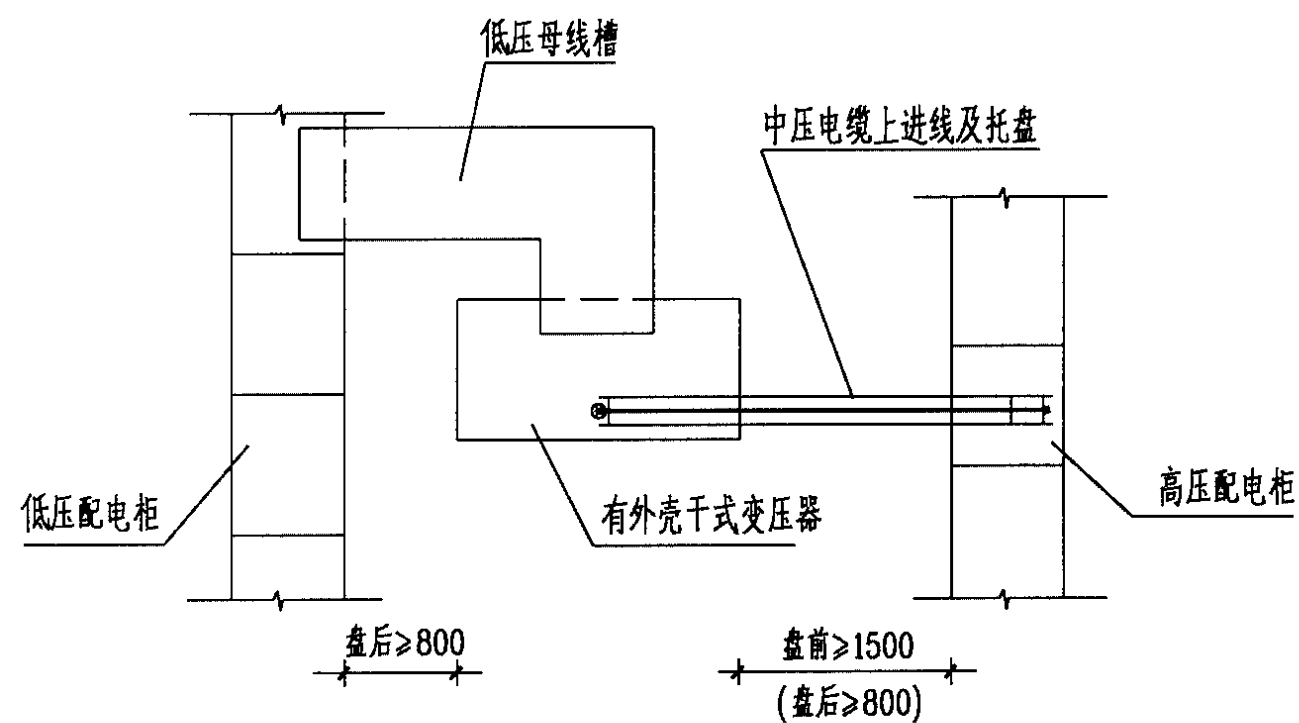 低压母线槽
中压电缆上进线及托盘
低压配电柜
有外壳干式变压器
高压配电柜
盘后≥800
盘前≥1500
(盘后≥800)